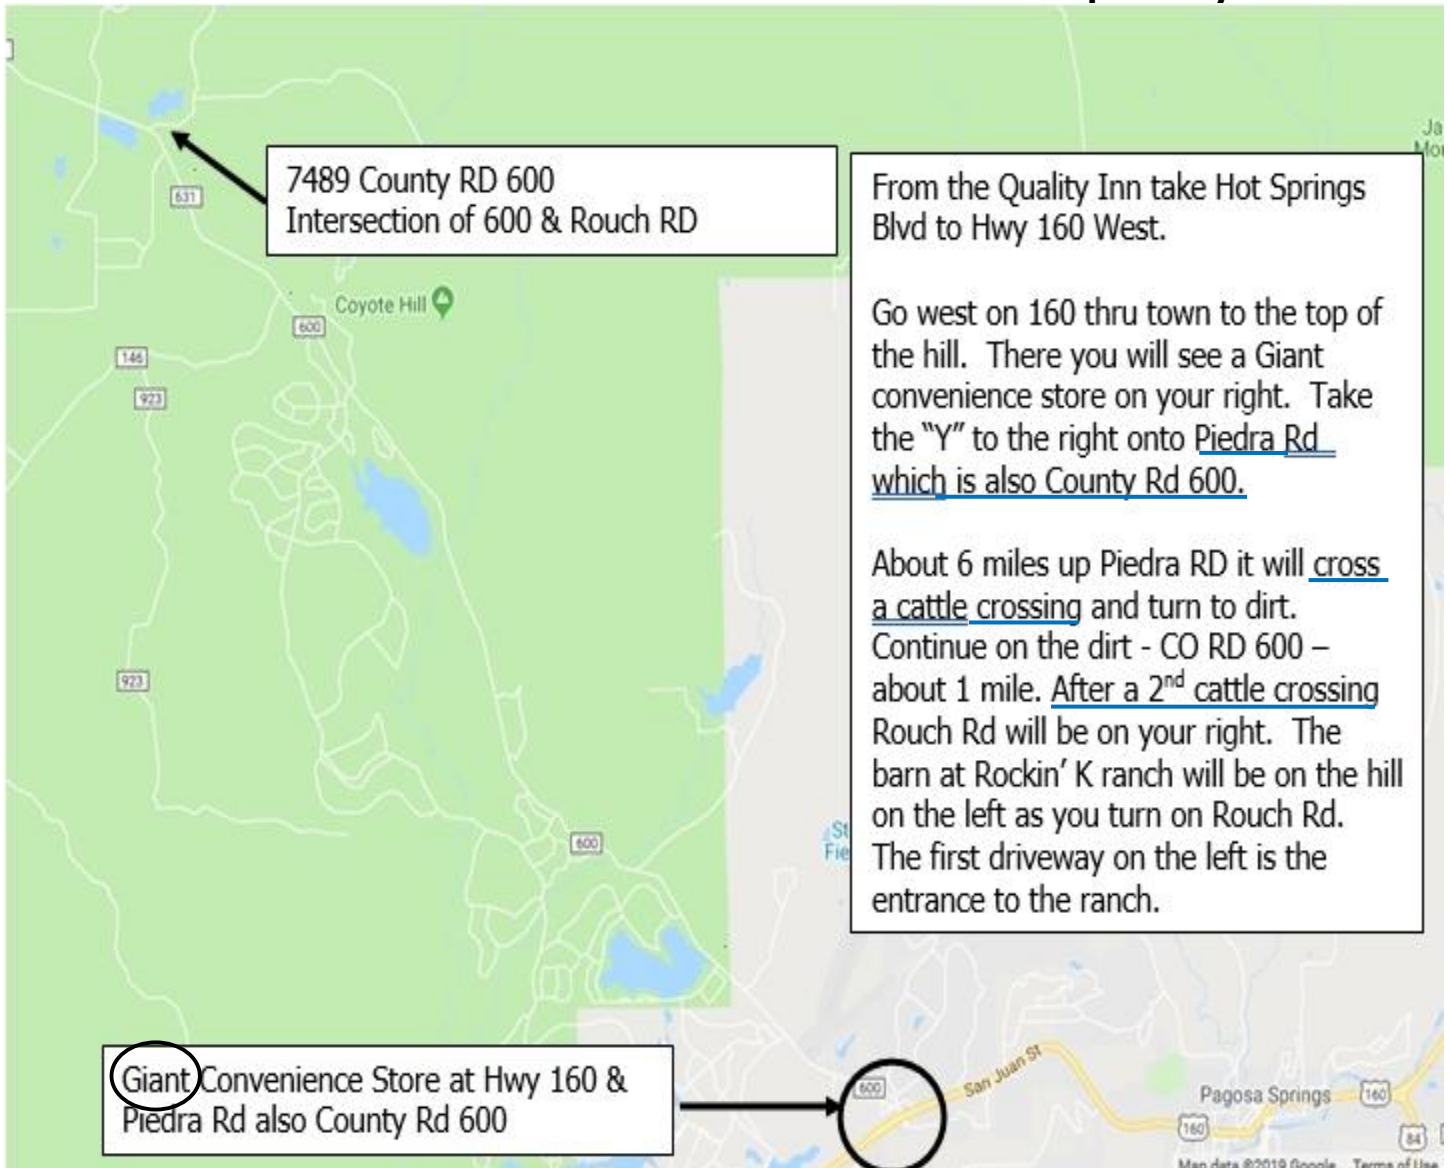 7489 County RD 600
Intersection of 600 & Rouch RD
From the Quality Inn take Hot Springs
Blvd to Hwy 160 West.
Go west on 160 thru town to the top of
the hill. There you will see a Giant
convenience store on your right. Take
the “Y” to the right onto Piedra Rd
which is also County Rd 600.
About 6 miles up Piedra RD it will cross
a cattle crossing and turn to dirt.
Continue on the dirt - CO RD 600 –
about 1 mile. After a 2nd cattle crossing
Rouch Rd will be on your right. The
barn at Rockin’ K ranch will be on the hill
on the left as you turn on Rouch Rd.
The first driveway on the left is the
entrance to the ranch.
631
Coyote Hill
600
146
923
923
600
Giant Convenience Store at Hwy 160 &
Piedra Rd also County Rd 600
600
San Juan St
Pagosa Springs
160
160
84
Map data ©2019 Google Terms of Use